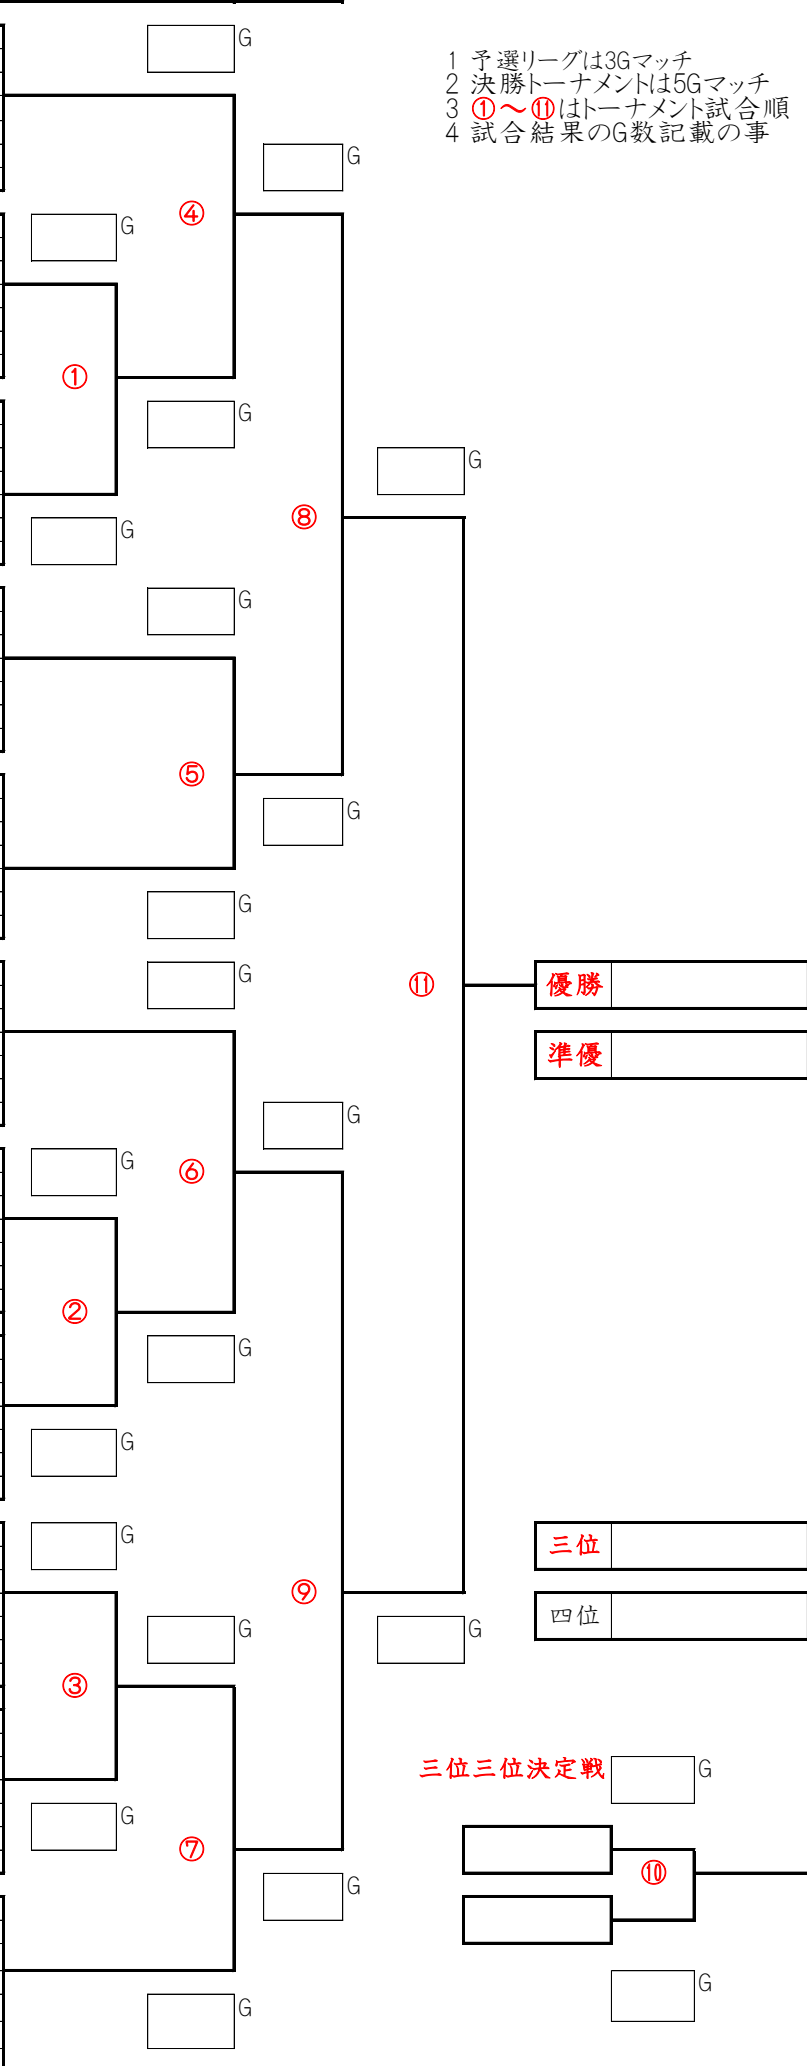 G
1 予選リーグは3Gマッチ
2 決勝トーナメントは5Gマッチ
3 ①～⑪はトーナメント試合順
4 試合結果のG数記載の事
G
④
G
①
G
G
⑧
G
G
⑤
G
G
G
⑪
優勝
準優
G
G
⑥
②
G
G
G
三位
⑨
四位
G
G
③
三位三位決定戦
G
G
⑦
⑩
G
G
G